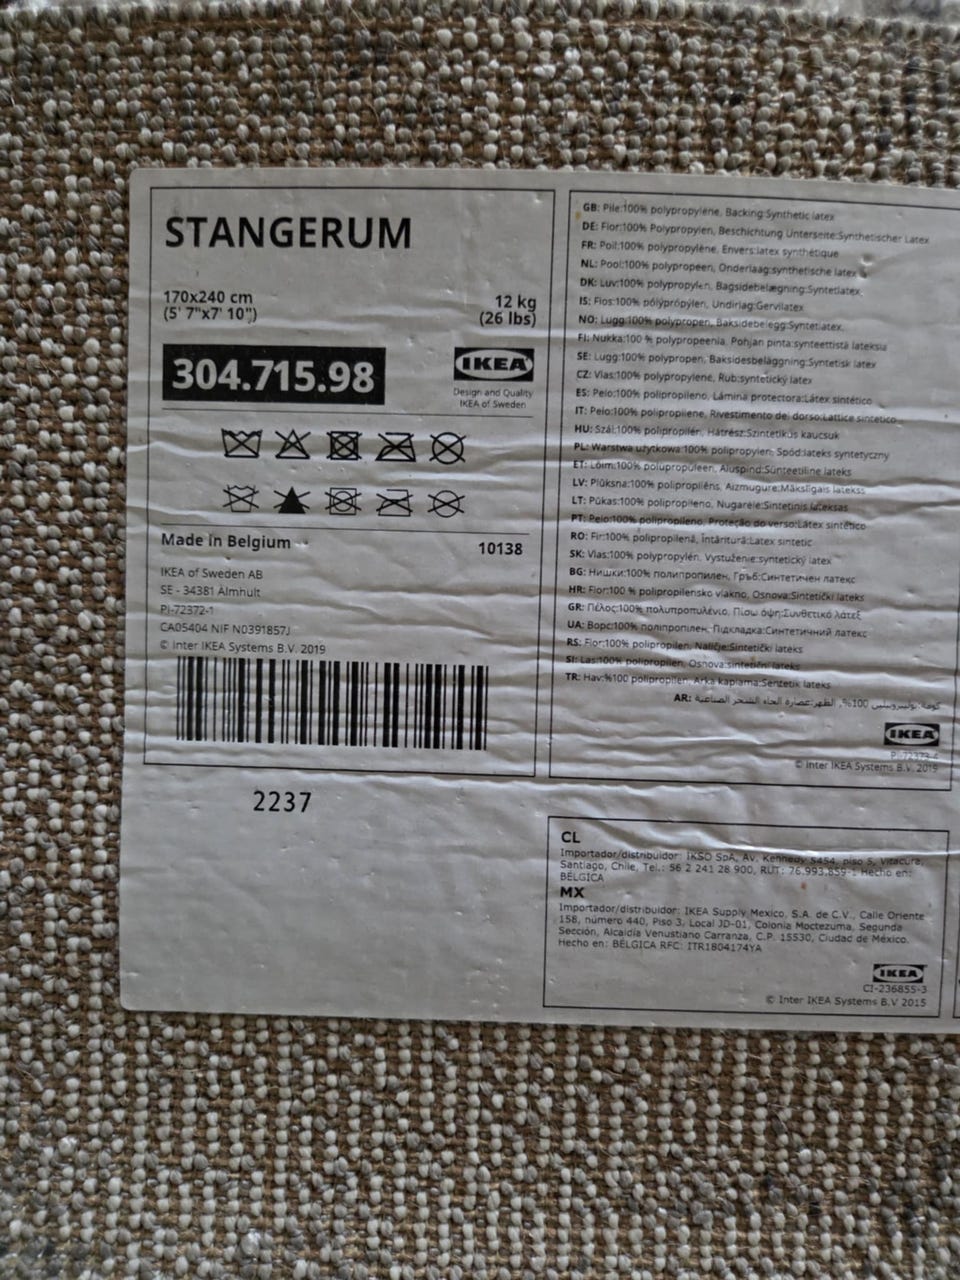 STANGERUM
170x240 cm
(5' 7"x7' 10")
12 kg
(26 lbs)
304.715.98
IKEA
Design and Quality
IKEA of Sweden
Made in Belgium
10138
IKEA of Sweden AB
SE - 34381 Älmhult
PI-72372-1
CA05404 NIF N0391857J
© Inter IKEA Systems B.V. 2019
2237
GB: Pile:100% polypropylene, Backing:Synthetic latex
DE: Flor:100% Polypropylen, Beschichtung Unterseite:Synthetischer Latex
FR: Poil:100% polypropylène, Envers:latex synthétique
NL: Pool:100% polypropeen, Onderlaag:synthetische latex
DK: Luv:100% polypropylen, Bagsidebelægning:Syntetlatex
IS: Flos:100% pólýprópýlen, Undirlag:Gervilatex
NO: Lugg:100% polypropen, Baksidebelegg:Syntet.latex
FI: Nukka:100 % polypropeenia, Pohjan pinta:synteettistä lateksia
SE: Lugg:100% polypropen, Baksidesbeläggning:Syntetisk latex
CZ: Vlas:100% polypropylene, Rub:syntetický latex
ES: Pelo:100% polipropileno, Lámina protectora:Látex sintético
IT: Pelo:100% polipropilene, Rivestimento del dorso:Lattice sintetico
HU: Szál:100% polipropilén, Hátrész:Szintetikus kaucsuk
PL: Warstwa użytkowa:100% polipropylen, Spód:lateks syntetyczny
ET: Lõim:100% polüpropüleen, Aluspind:Sünteetiline lateks
LV: Plūksna:100% polipropilēns, Aizmugure:Mākslīgais latekss
LT: Pūkas:100% polipropileno, Nugarėlė:Sintetinis lateksas
PT: Pelo:100% polipropileno, Proteção do verso:Látex sintético
RO: Fir:100% polipropilenă, Întăritură:Latex sintetic
SK: Vlas:100% polypropylén, Vystuženie:syntetický latex
BG: Нишки:100% полипропилен, Гръб:Синтетичен латекс
HR: Flor:100 % polipropilensko vlakno, Osnova:Sintetički lateks
GR: Πέλος:100% πολυπροπυλένιο, Πίσω όψη:Συνθετικό λάτεξ
UA: Ворс:100% поліпропілен, Підкладка:Синтетичний латекс
RS: Flor:100% polipropilen, Naličje:Sintetički lateks
SI: Las:100% polipropilen, Osnova:sintetični lateks
TR: Hav:%100 polipropilen, Arka kaplama:Sentetik lateks
AR: كومة:بوليبروبيلين 100%, الظهر:عصارة لحاء الشجر الصناعية
IKEA
PI-72373-4
© Inter IKEA Systems B.V. 2019
CL
Importador/distribuidor: IKSO SpA, Av. Kennedy 5454, piso 5, Vitacura,
Santiago, Chile, Tel.: 56 2 241 28 900, RUT: 76.993.859-1 Hecho en:
BÉLGICA
MX
Importador/distribuidor: IKEA Supply Mexico, S.A. de C.V., Calle Oriente
158, número 440, Piso 3, Local JD-01, Colonia Moctezuma, Segunda
Sección, Alcaldía Venustiano Carranza, C.P. 15530, Ciudad de México.
Hecho en: BÉLGICA RFC: ITR1804174YA
IKEA
CI-236855-3
© Inter IKEA Systems B.V. 2015